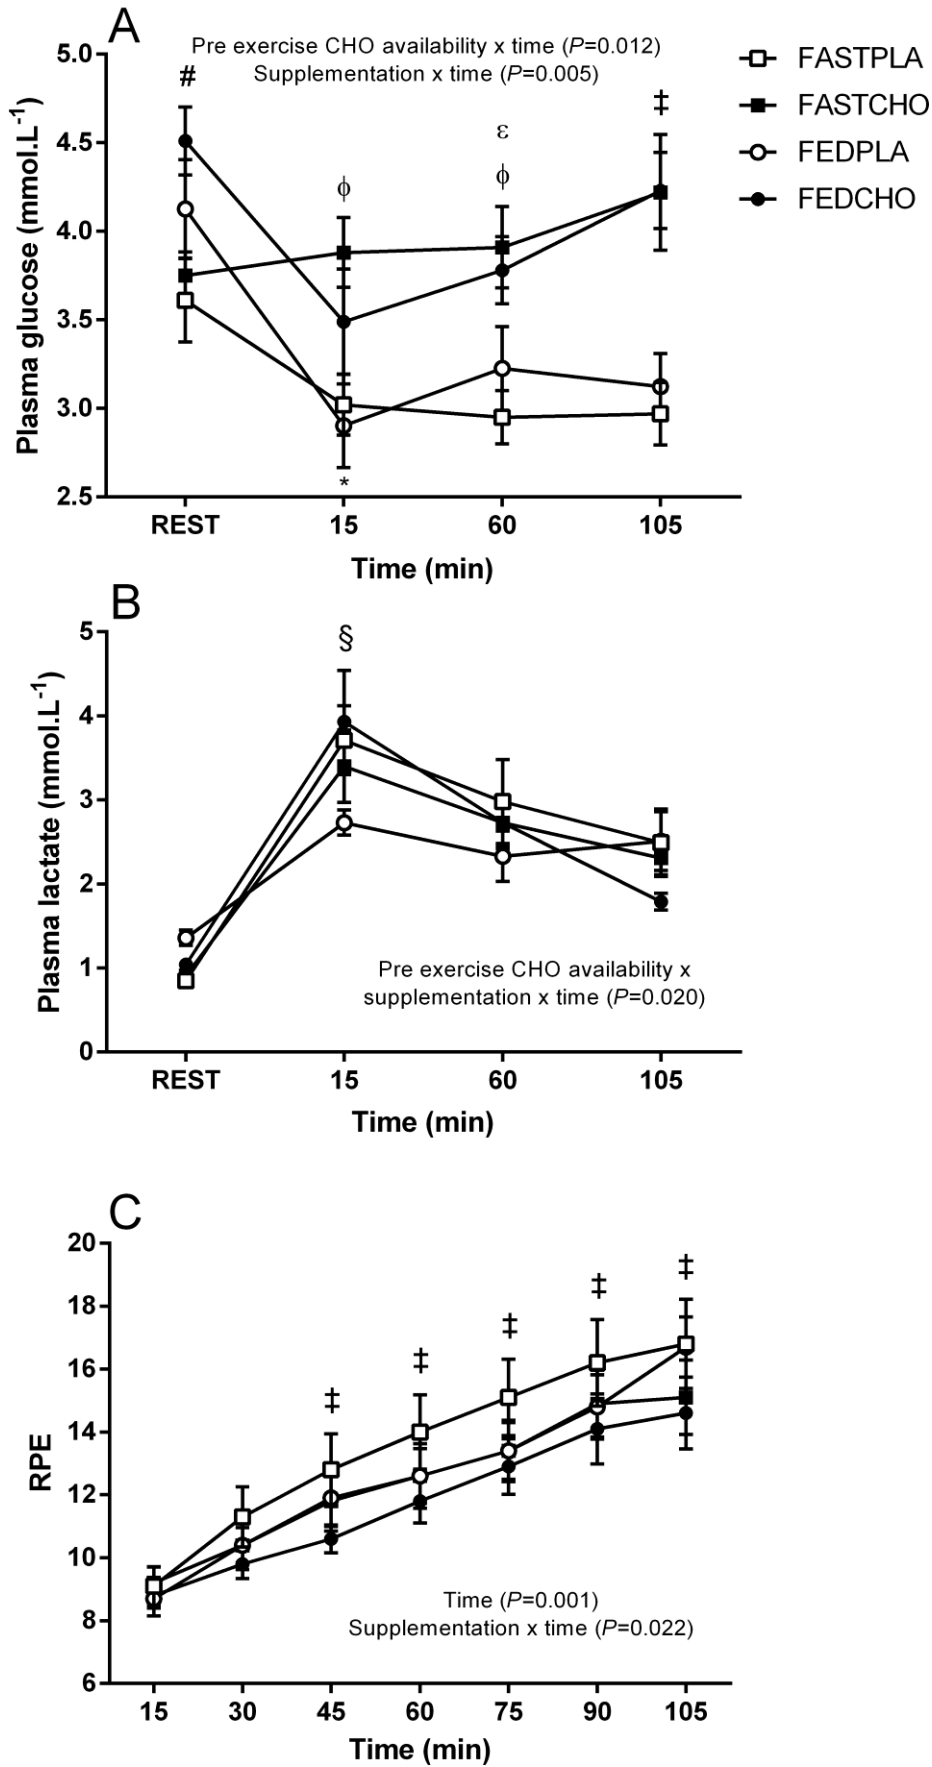 A
Pre exercise CHO availability x time (P=0.012)
Supplementation x time (P=0.005)
FASTPLA
FASTCHO
FEDPLA
FEDCHO
Plasma glucose (mmol.L-1)
5.0
4.5
4.0
3.5
3.0
2.5
#
ϕ
ε
ϕ
‡
*
REST 15 60 105
Time (min)
B
Plasma lactate (mmol.L-1)
5
4
3
2
1
0
§
Pre exercise CHO availability x
supplementation x time (P=0.020)
REST 15 60 105
Time (min)
C
RPE
20
18
16
14
12
10
8
6
‡ ‡ ‡ ‡ ‡
Time (P=0.001)
Supplementation x time (P=0.022)
15 30 45 60 75 90 105
Time (min)